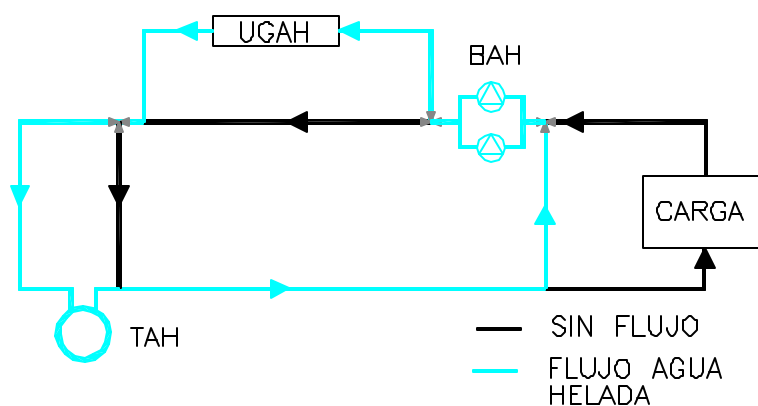 UGAH
BAH
CARGA
TAH
SIN FLUJO
FLUJO AGUA
HELADA